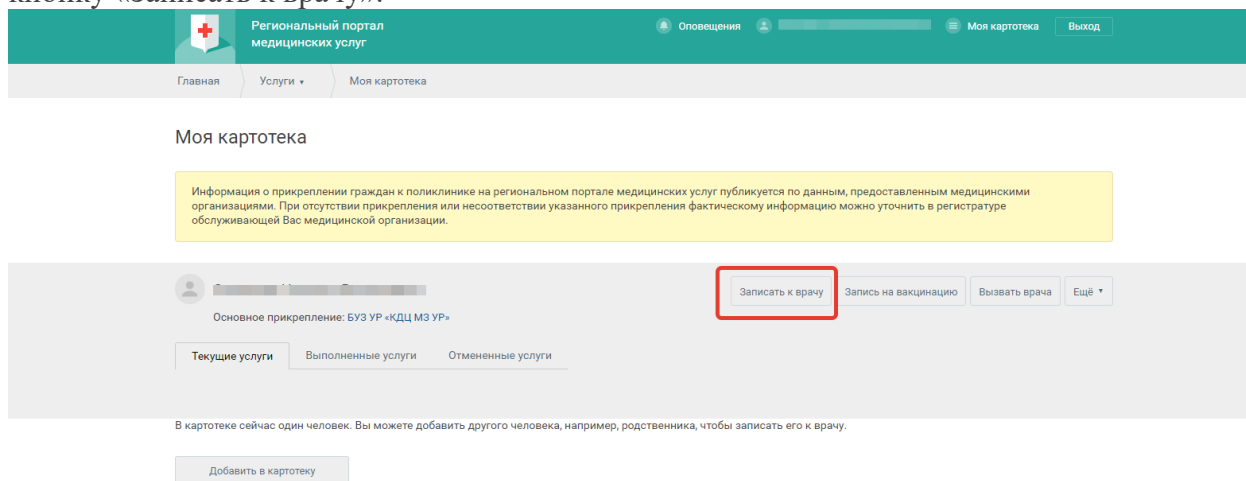 кнопку «Записать к врачу».
Региональный портал
медицинских услуг
Оповещения
Моя картотека
Выход
Главная
Услуги
Моя картотека
Моя картотека
Информация о прикреплении граждан к поликлинике на региональном портале медицинских услуг публикуется по данным, предоставленным медицинскими
организациями. При отсутствии прикрепления или несоответствии указанного прикрепления фактическому информацию можно уточнить в регистратуре
обслуживающей Вас медицинской организации.
Записать к врачу
Запись на вакцинацию
Вызвать врача
Ещё
Основное прикрепление: БУЗ УР «КДЦ МЗ УР»
Текущие услуги
Выполненные услуги
Отмененные услуги
В картотеке сейчас один человек. Вы можете добавить другого человека, например, родственника, чтобы записать его к врачу.
Добавить в картотеку